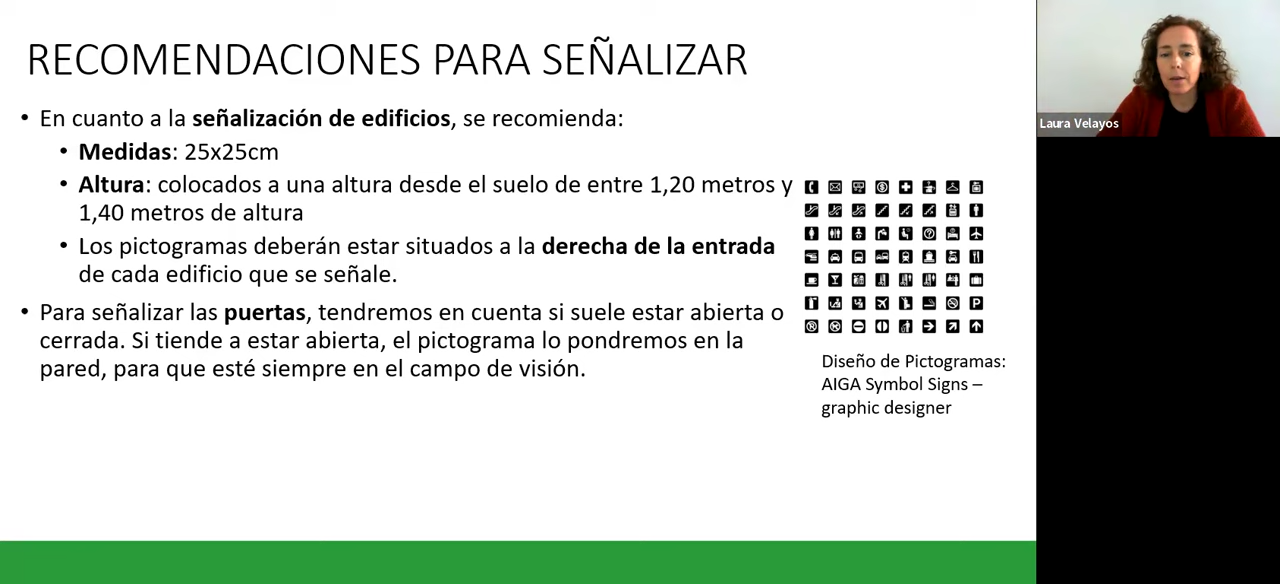 RECOMENDACIONES PARA SEÑALIZAR
• En cuanto a la señalización de edificios, se recomienda:
• Medidas: 25x25cm
• Altura: colocados a una altura desde el suelo de entre 1,20 metros y
1,40 metros de altura
• Los pictogramas deberán estar situados a la derecha de la entrada
de cada edificio que se señale.
• Para señalizar las puertas, tendremos en cuenta si suele estar abierta o
cerrada. Si tiende a estar abierta, el pictograma lo pondremos en la
pared, para que esté siempre en el campo de visión.
Diseño de Pictogramas:
AIGA Symbol Signs –
graphic designer
Laura Velayos